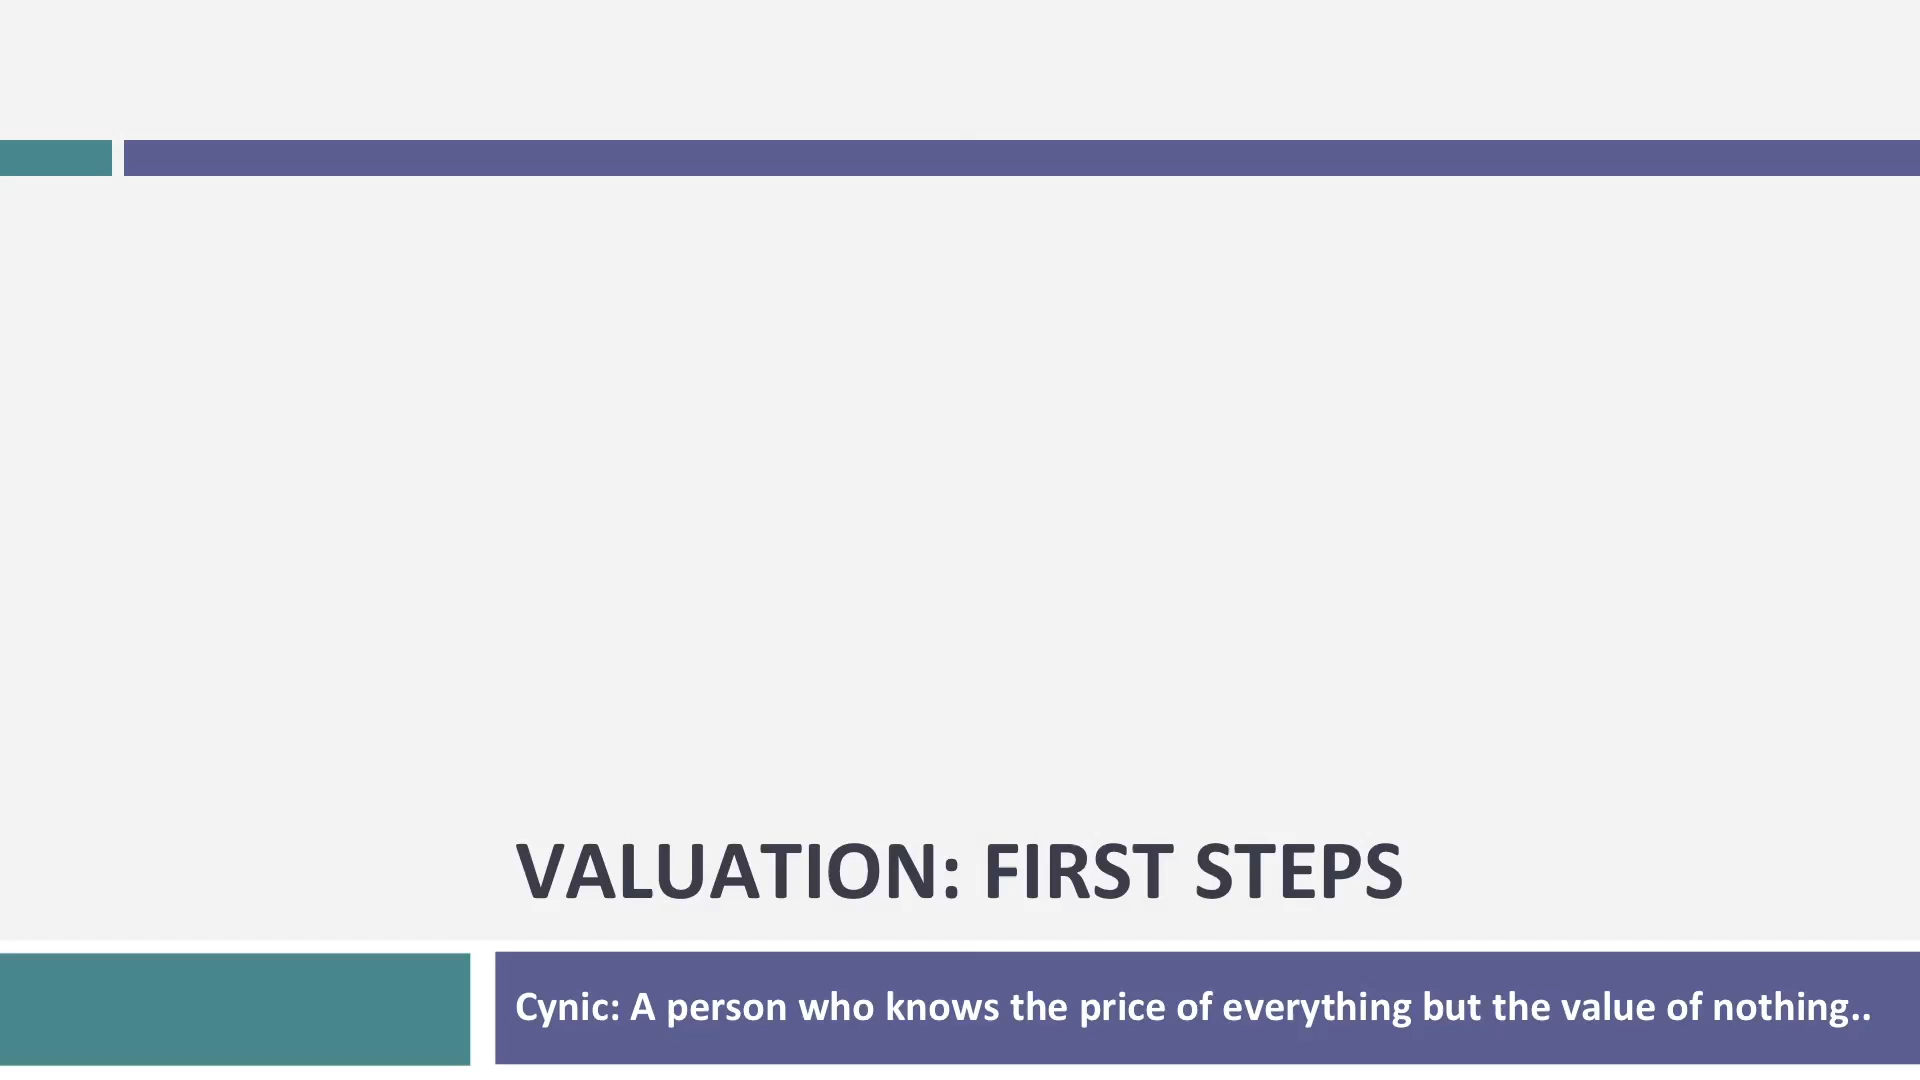 VALUATION: FIRST STEPS
Cynic: A person who knows the price of everything but the value of nothing..